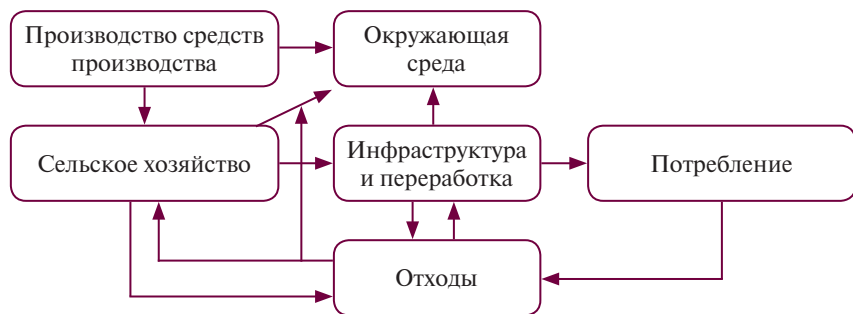 Производство средств
производства
Окружающая
среда
Сельское хозяйство
Инфраструктура
и переработка
Потребление
Отходы